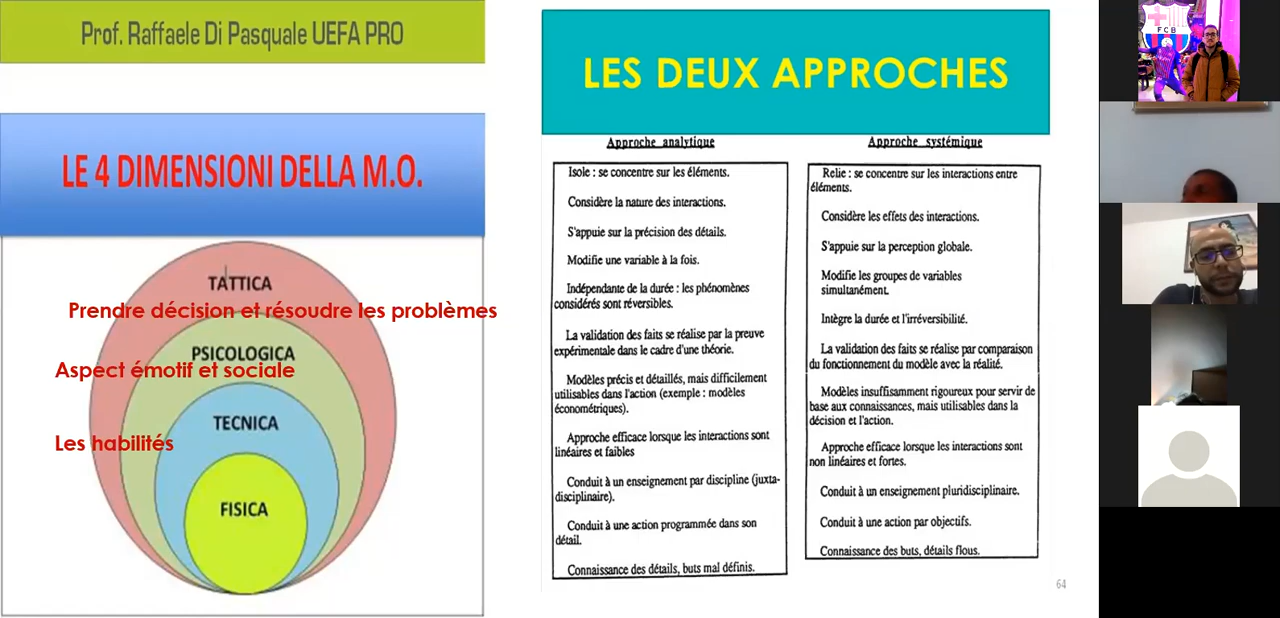 Prof. Raffaele Di Pasquale UEFA PRO
LE 4 DIMENSIONI DELLA M.O.
TATTICA
Prendre décision et résoudre les problèmes
PSICOLOGICA
Aspect émotif et sociale
TECNICA
Les habilités
FISICA
LES DEUX APPROCHES
Approche analytique
Isole : se concentre sur les éléments.
Considère la nature des interactions.
S'appuie sur la précision des détails.
Modifie une variable à la fois.
Indépendante de la durée : les phénomènes
considérés sont réversibles.
La validation des faits se réalise par la preuve
expérimentale dans le cadre d'une théorie.
Modèles précis et détaillés, mais difficilement
utilisables dans l'action (exemple : modèles
économétriques).
Approche efficace lorsque les interactions sont
linéaires et faibles
Conduit à un enseignement par discipline (juxta-
disciplinaire).
Conduit à une action programmée dans son
détail.
Connaissance des détails, buts mal définis.
Approche systémique
Relie : se concentre sur les interactions entre
éléments.
Considère les effets des interactions.
S'appuie sur la perception globale.
Modifie les groupes de variables
simultanément.
Intègre la durée et l'irréversibilité.
La validation des faits se réalise par comparaison
du fonctionnement du modèle avec la réalité.
Modèles insuffisamment rigoureux pour servir de
base aux connaissances, mais utilisables dans la
décision et l'action.
Approche efficace lorsque les interactions sont
non linéaires et fortes.
Conduit à un enseignement pluridisciplinaire.
Conduit à une action par objectifs.
Connaissance des buts, détails flous.
64
FCB